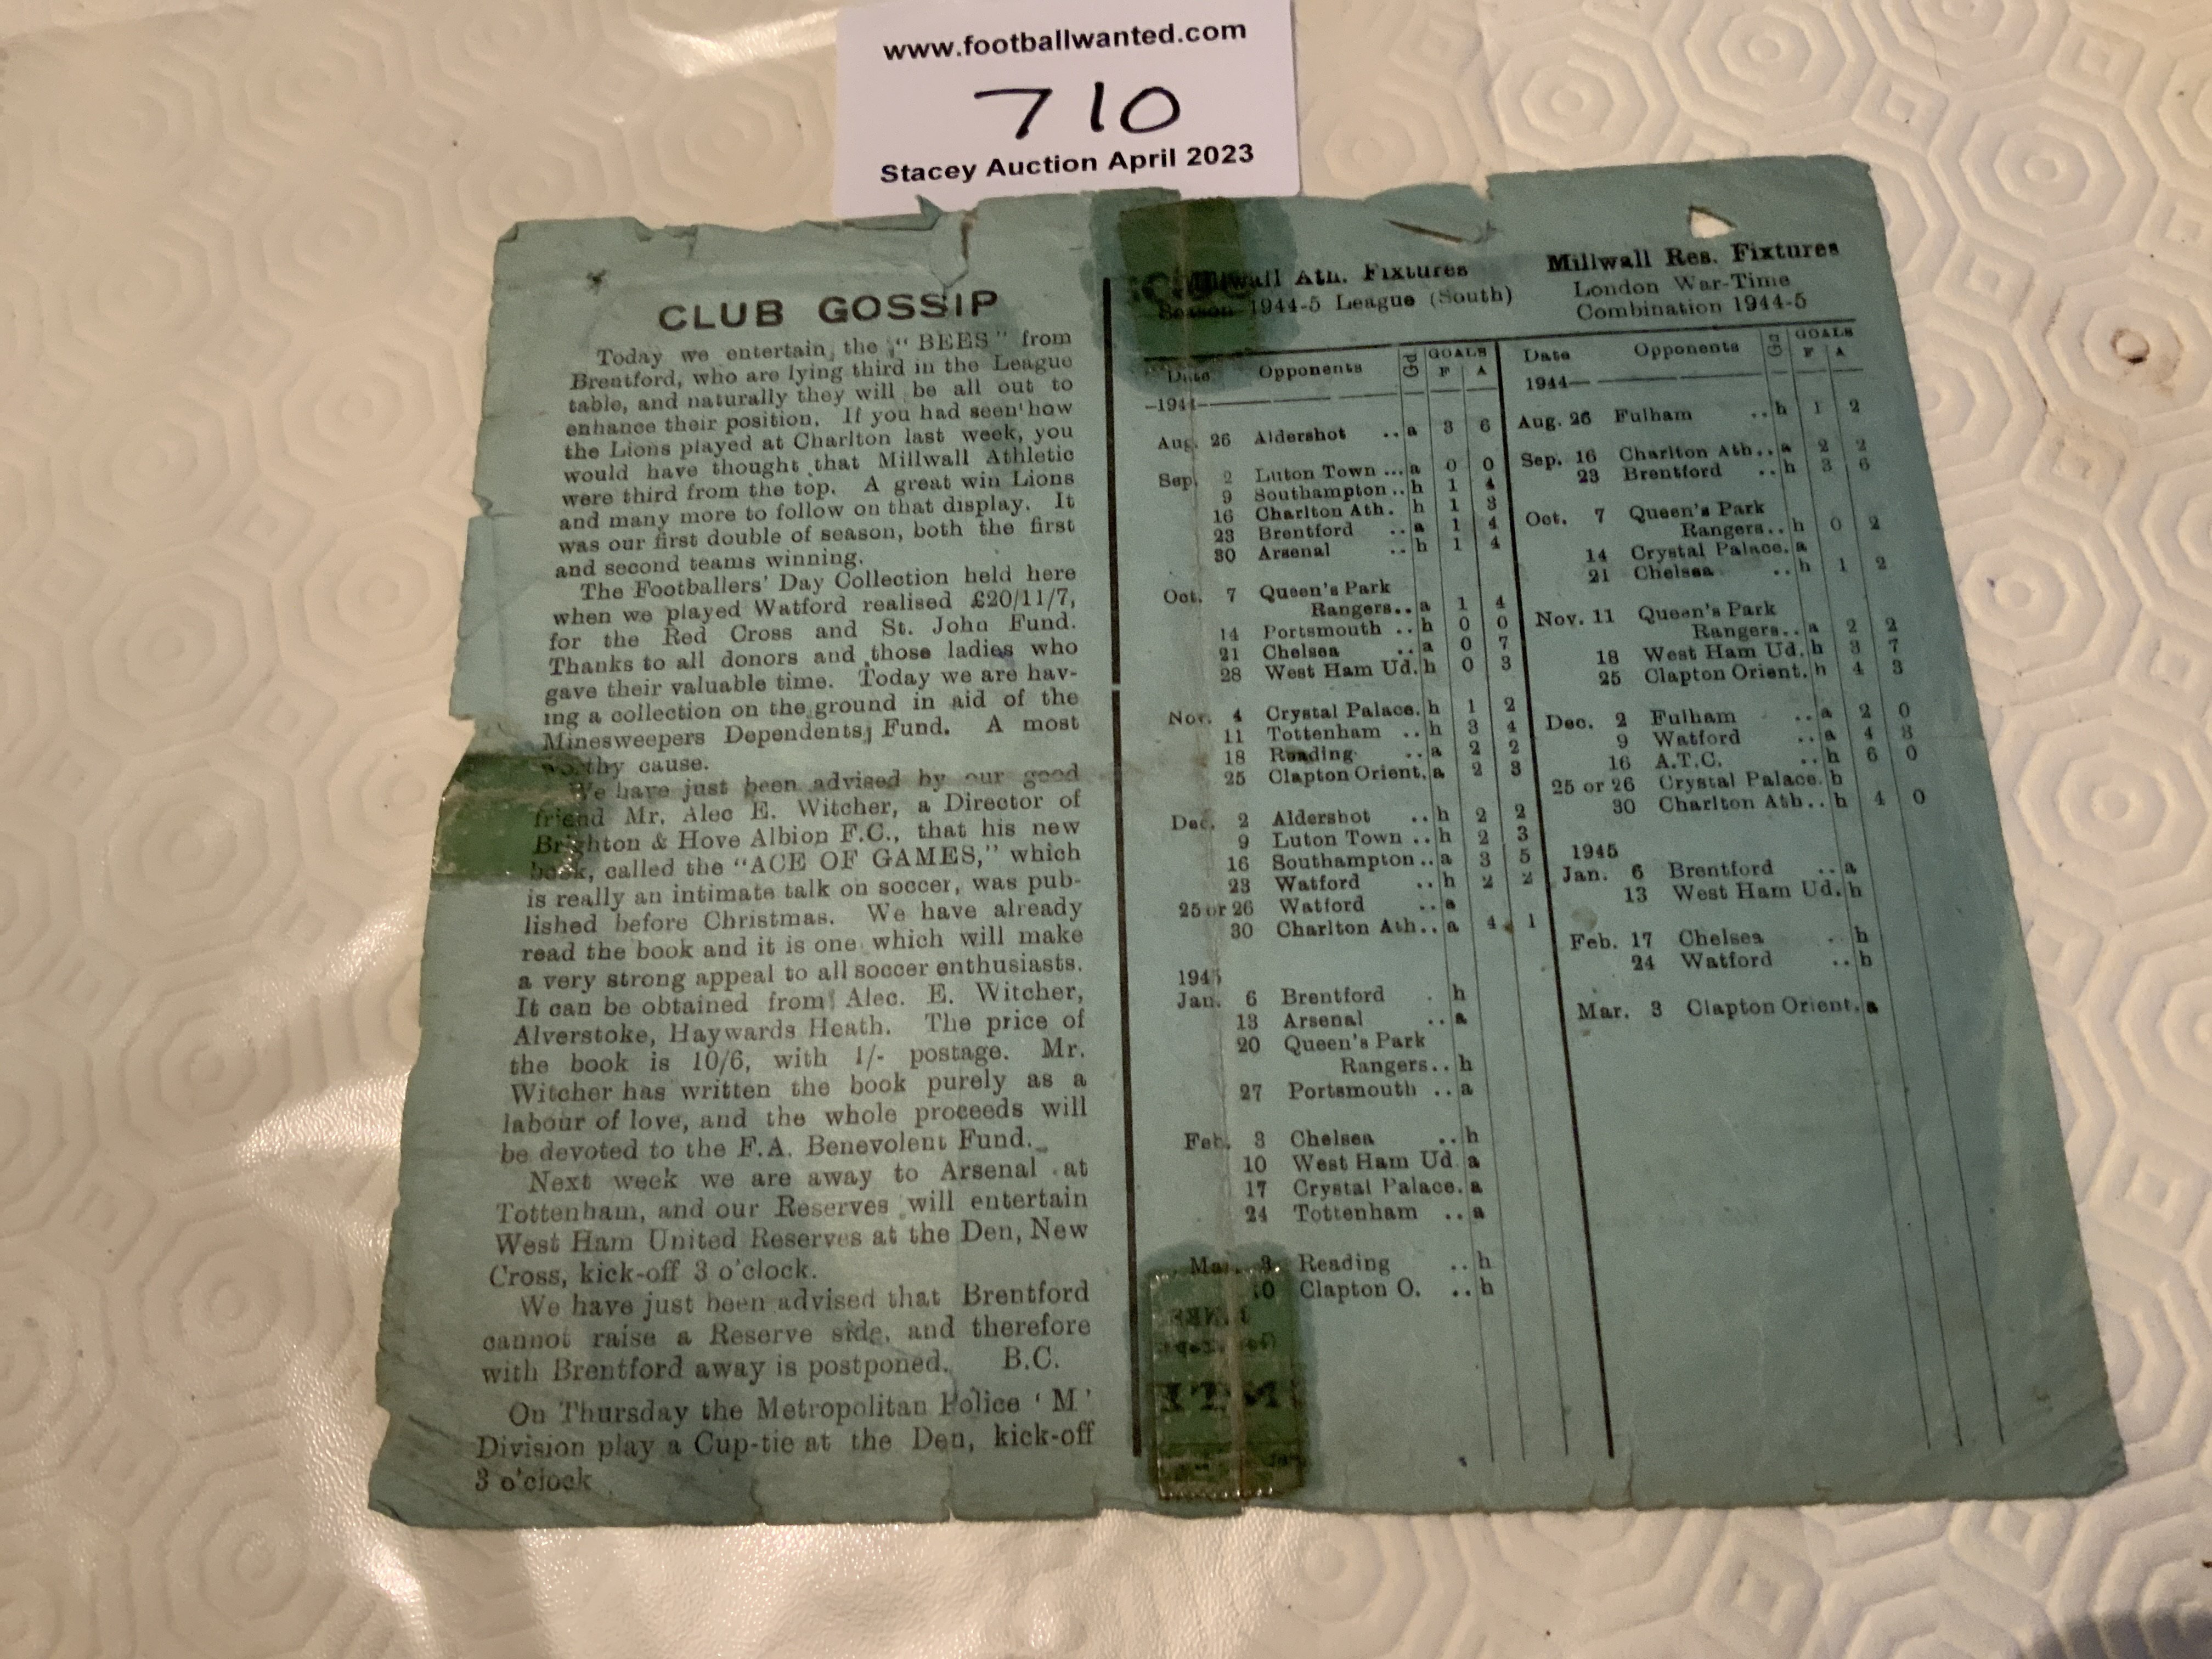 www.footballwanted.com
710
Stacey Auction April 2023
CLUB GOSSIP
Today we entertain the "BEES" from
Brentford, who are lying third in the League
table, and naturally they will be all out to
enhance their position. If you had seen how
the Lions played at Charlton last week, you
would have thought that Millwall Athletic
were third from the top. A great win Lions
and many more to follow on that display. It
was our first double of season, both the first
and second teams winning.
The Footballers' Day Collection held here
when we played Watford realised £20/11/7,
for the Red Cross and St. John Fund.
Thanks to all donors and those ladies who
gave their valuable time. Today we are hav-
ing a collection on the ground in aid of the
Minesweepers Dependents Fund. A most
worthy cause.
We have just been advised by our good
friend Mr. Alec E. Witcher, a Director of
Brighton & Hove Albion F.C., that his new
book, called the "ACE OF GAMES," which
is really an intimate talk on soccer, was pub-
lished before Christmas. We have already
read the book and it is one which will make
a very strong appeal to all soccer enthusiasts.
It can be obtained from Alec. E. Witcher,
Alverstoke, Haywards Heath. The price of
the book is 10/6, with 1/- postage. Mr.
Witcher has written the book purely as a
labour of love, and the whole proceeds will
be devoted to the F.A. Benevolent Fund.
Next week we are away to Arsenal at
Tottenham, and our Reserves will entertain
West Ham United Reserves at the Den, New
Cross, kick-off 3 o'clock.
We have just been advised that Brentford
cannot raise a Reserve side, and therefore
with Brentford away is postponed. B.C.
On Thursday the Metropolitan Police 'M'
Division play a Cup-tie at the Den, kick-off
3 o'clock
Millwall Ath. Fixtures
Season 1944-5 League (South)
Date Opponents Gd GOALS F A
—1944—
Aug. 26 Aldershot .. a 3 6
Sep. 2 Luton Town ... a 0 0
9 Southampton .. h 1 4
16 Charlton Ath. h 1 3
23 Brentford .. a 1 4
30 Arsenal .. h 1 4
Oct. 7 Queen's Park
Rangers.. a 1 4
14 Portsmouth .. h 0 0
21 Chelsea .. a 0 7
28 West Ham Ud. h 0 3
Nov. 4 Crystal Palace. h 1 2
11 Tottenham .. h 3 4
18 Reading .. a 2 2
25 Clapton Orient. a 2 3
Dec. 2 Aldershot .. h 2 2
9 Luton Town .. h 2 3
16 Southampton .. a 3 5
23 Watford .. h 2 2
25 or 26 Watford .. a
30 Charlton Ath.. a 4 1
1945
Jan. 6 Brentford . h
13 Arsenal .. a
20 Queen's Park
Rangers.. h
27 Portsmouth .. a
Feb. 3 Chelsea .. h
10 West Ham Ud. a
17 Crystal Palace. a
24 Tottenham .. a
Mar. 3 Reading .. h
10 Clapton O. .. h
Millwall Res. Fixtures
London War-Time
Combination 1944-5
Date Opponents Gd GOALS F A
1944—
Aug. 26 Fulham .. h 1 2
Sep. 16 Charlton Ath.. a 2 2
23 Brentford .. h 3 6
Oct. 7 Queen's Park
Rangers.. h 0 2
14 Crystal Palace. a
21 Chelsea .. h 1 2
Nov. 11 Queen's Park
Rangers.. a 2 2
18 West Ham Ud. h 3 7
25 Clapton Orient. h 4 3
Dec. 2 Fulham .. a 2 0
9 Watford .. a 4 3
16 A.T.C. .. h 6 0
25 or 26 Crystal Palace. h
30 Charlton Ath.. h 4 0
1945
Jan. 6 Brentford .. a
13 West Ham Ud. h
Feb. 17 Chelsea . h
24 Watford .. h
Mar. 3 Clapton Orient. a